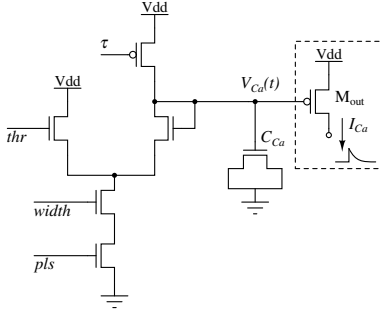 Vdd
Vdd
τ
V_Ca(t)
M_out
Vdd
thr
C_Ca
I_Ca
width
pls